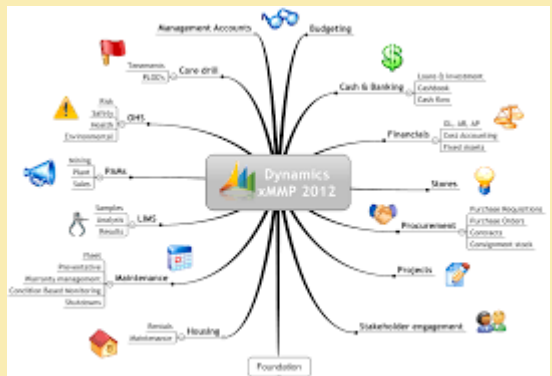 Management Accounts
Budgeting
Core drill
Tenements
Cash & Banking
Loans & Investment
Cashbook
Cash flow
OHS
Risk
Safety
Health
Environmental
Financials
GL, AR, AP
Cost Accounting
Fixed Assets
Dynamics
xMMP 2012
Mining
Plant
Sales
Stores
LIMS
Samples
Analysis
Results
Procurement
Purchase Requisitions
Purchase Orders
Contracts
Consignment stock
Maintenance
Fleet
Preventative
Warranty management
Condition Based Monitoring
Shutdowns
Projects
Housing
Rentals
Maintenance
Stakeholder engagement
Foundation